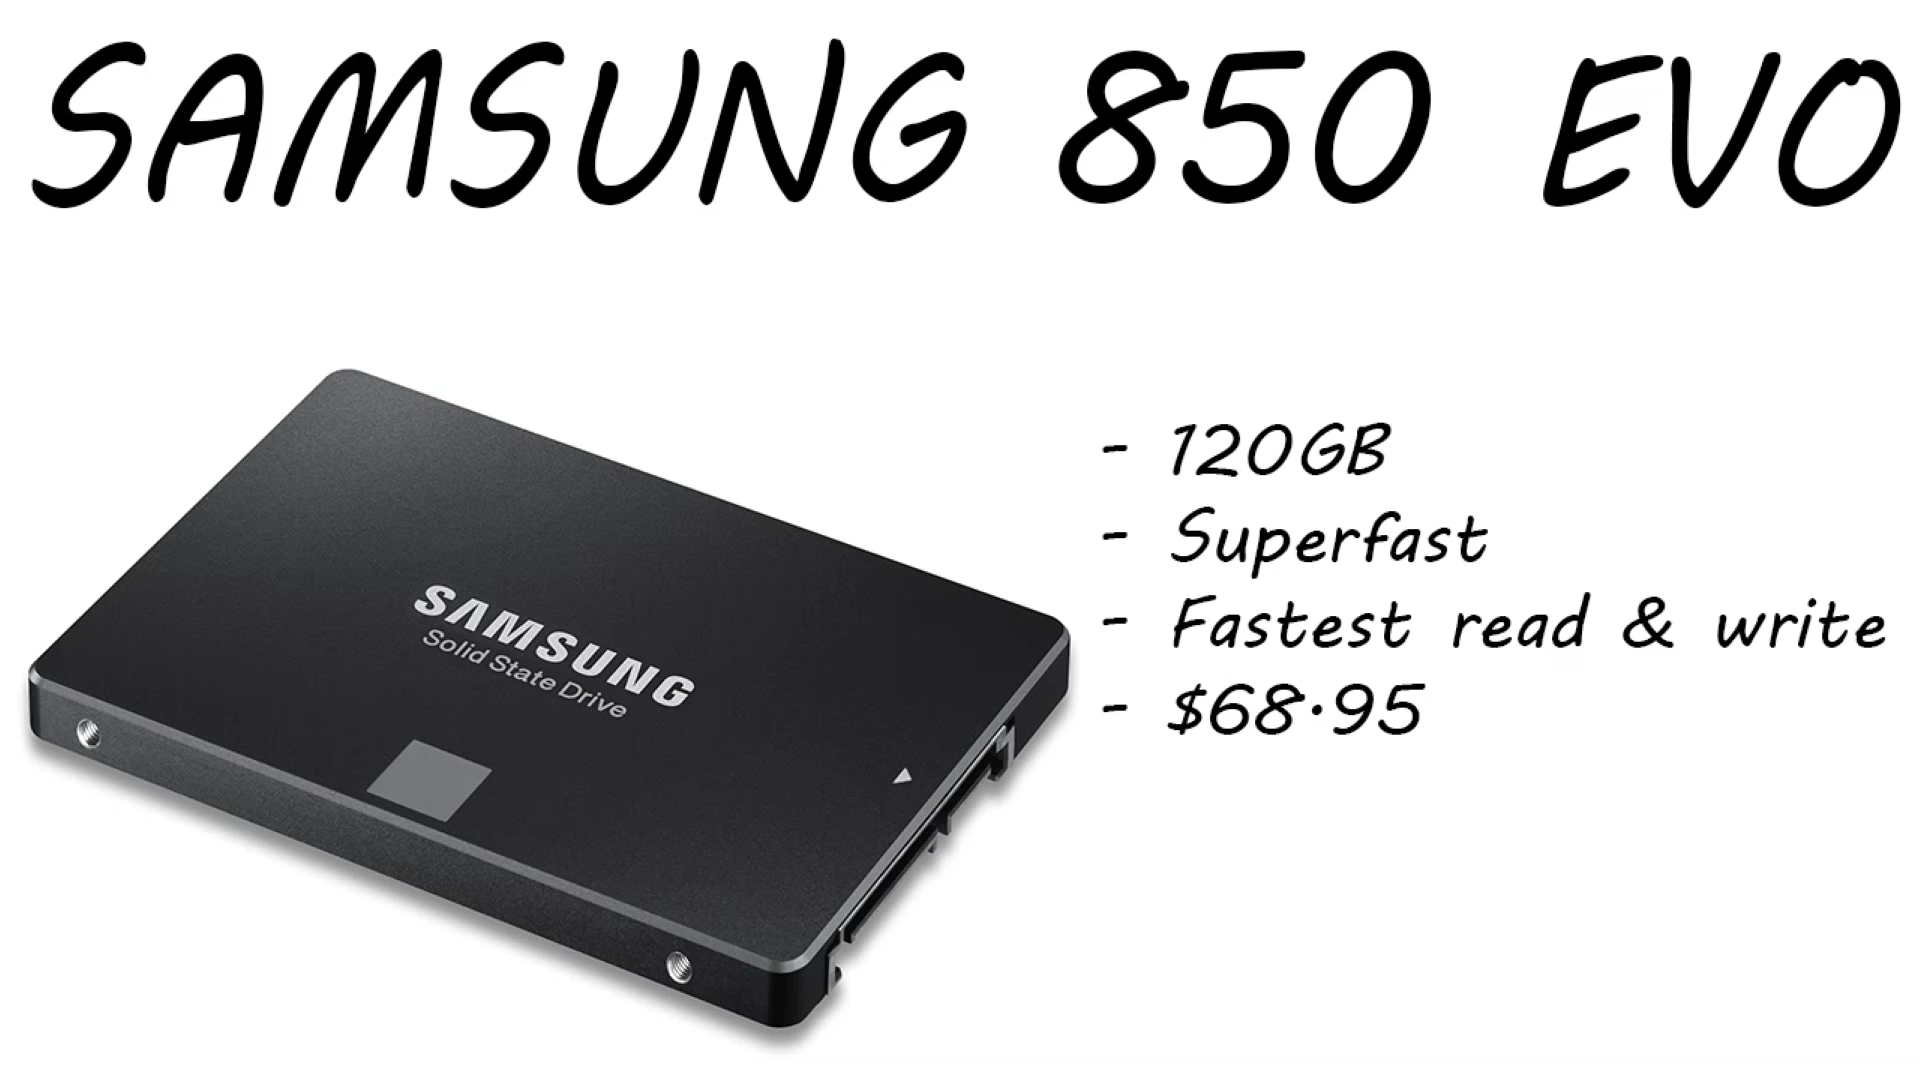 SAMSUNG 850 EVO
- 120GB
- Superfast
- Fastest read & write
- $68.95
SAMSUNG
Solid State Drive